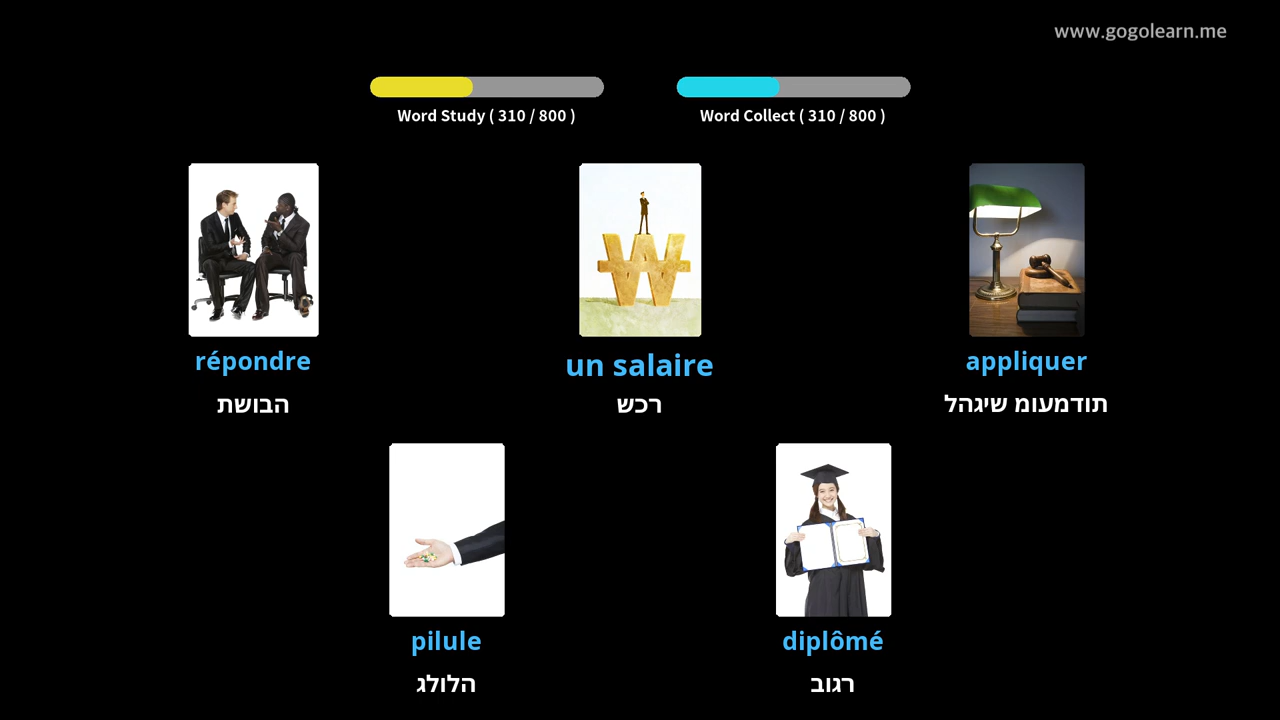 www.gogolearn.me
Word Study ( 310 / 800 )
Word Collect ( 310 / 800 )
répondre
הבושת
un salaire
רכש
appliquer
תודמעומ שיגהל
pilule
הלולג
diplômé
רגוב